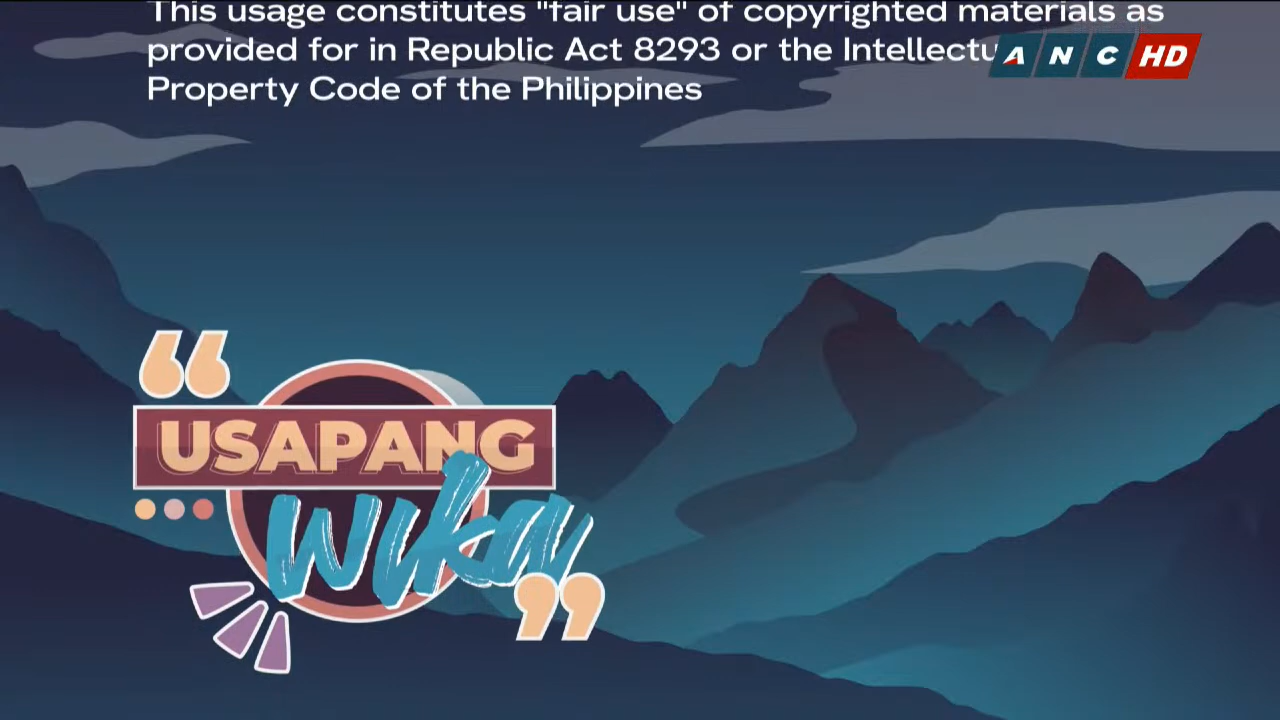 This usage constitutes "fair use" of copyrighted materials as
provided for in Republic Act 8293 or the
Property Code of the Philippines
ANC HD
“
USAPANG
wika
”